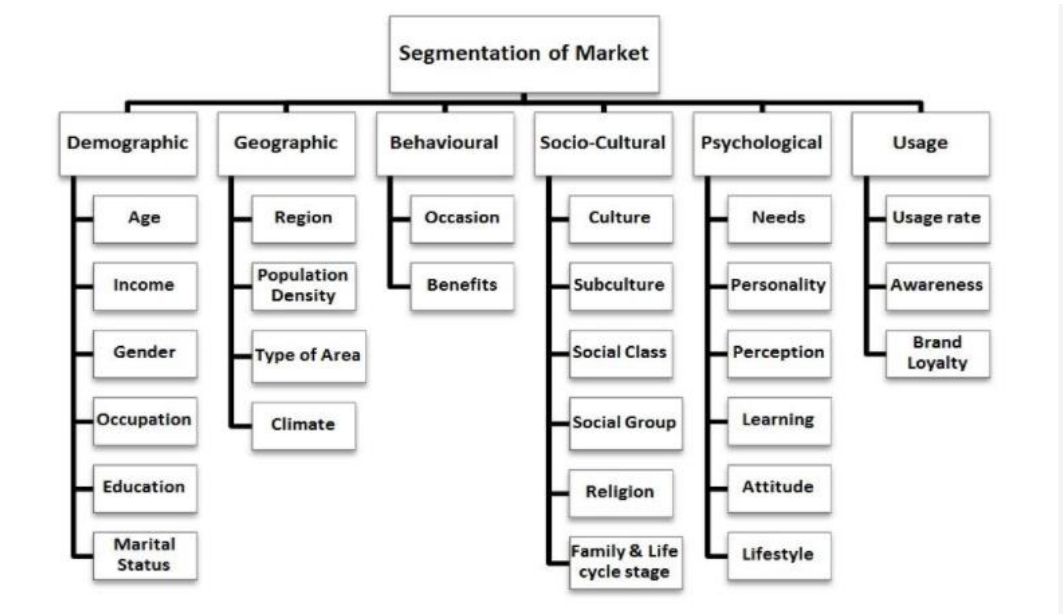 Segmentation of Market
Demographic
Geographic
Behavioural
Socio-Cultural
Psychological
Usage
Age
Income
Gender
Occupation
Education
Marital
Status
Region
Population
Density
Type of Area
Climate
Occasion
Benefits
Culture
Subculture
Social Class
Social Group
Religion
Family & Life
cycle stage
Needs
Personality
Perception
Learning
Attitude
Lifestyle
Usage rate
Awareness
Brand
Loyalty